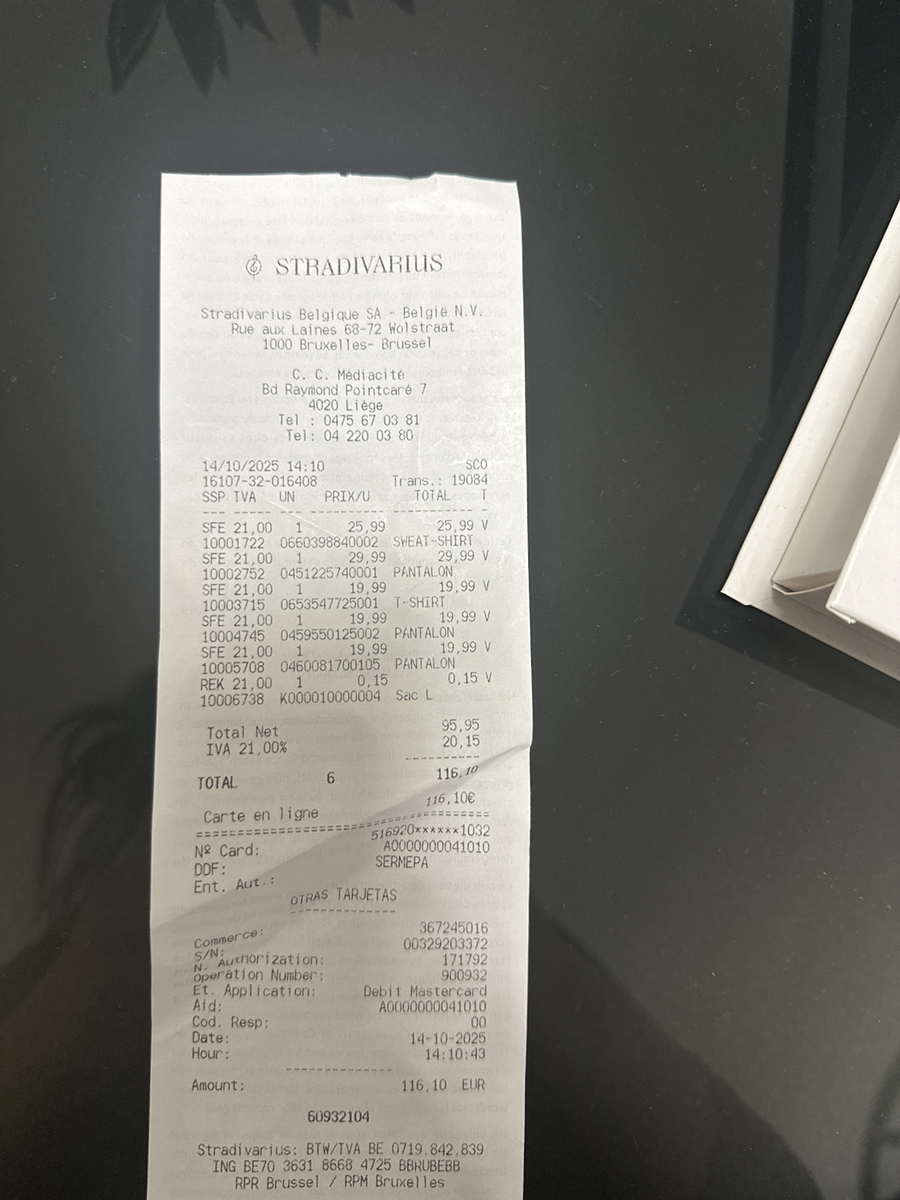 STRADIVARIUS
Stradivarius Belgique SA - België N.V.
Rue aux Laines 68-72 Wolstraat
1000 Bruxelles- Brussel
C. C. Médiacité
Bd Raymond Pointcaré 7
4020 Liège
Tel : 0475 67 03 81
Tel: 04 220 03 80
14/10/2025 14:10 SCO
16107-32-016408 Trans.: 19084
SSP TVA UN PRIX/U TOTAL T
--- ----- --- ------- ---------- -
SFE 21,00 1 25,99 25,99 V
10001722 0660398840002 SWEAT-SHIRT
SFE 21,00 1 29,99 29,99 V
10002752 0451225740001 PANTALON
SFE 21,00 1 19,99 19,99 V
10003715 0653547725001 T-SHIRT
SFE 21,00 1 19,99 19,99 V
10004745 0459550125002 PANTALON
SFE 21,00 1 19,99 19,99 V
10005708 0460081700105 PANTALON
REK 21,00 1 0,15 0,15 V
10006738 K000010000004 Sac L
Total Net 95,95
IVA 21,00% 20,15
----------
TOTAL 6 116,10
Carte en ligne 116,10€
======================================
Nº Card: 516920******1032
DDF: A0000000041010
Ent. Aut.: SERMEPA
OTRAS TARJETAS
--------------
Commerce: 367245016
S/N: 00329203372
N. Authorization: 171792
Operation Number: 900932
Et. Application: Debit Mastercard
Aid: A0000000041010
Cod. Resp: 00
Date: 14-10-2025
Hour: 14:10:43
--------------
Amount: 116,10 EUR
60932104
Stradivarius: BTW/TVA BE 0719.842.839
ING BE70 3631 8668 4725 BBRUBEBB
RPR Brussel / RPM Bruxelles